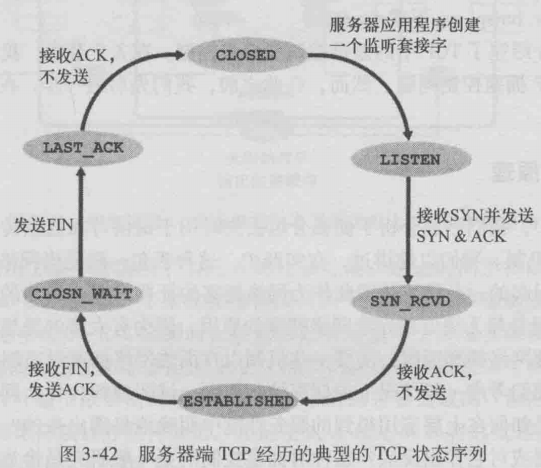 服务器应用程序创建
一个监听套接字
接收ACK，
不发送
CLOSED
LAST_ACK
LISTEN
发送FIN
接收SYN并发送
SYN & ACK
CLOSN_WAIT
SYN_RCVD
接收FIN，
发送ACK
接收ACK，
不发送
ESTABLISHED
图 3-42 服务器端 TCP 经历的典型的 TCP 状态序列